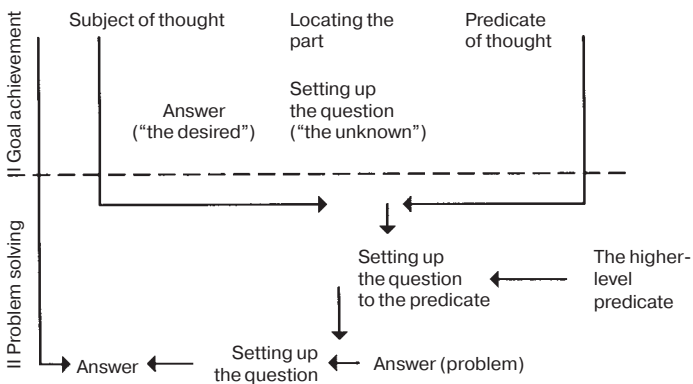 Subject of thought
Locating the
part
Predicate
of thought
II Goal achievement
Answer
(“the desired”)
Setting up
the question
(“the unknown”)
II Problem solving
Setting up
the question
to the predicate
The higher-
level
predicate
Answer
Setting up
the question
Answer (problem)